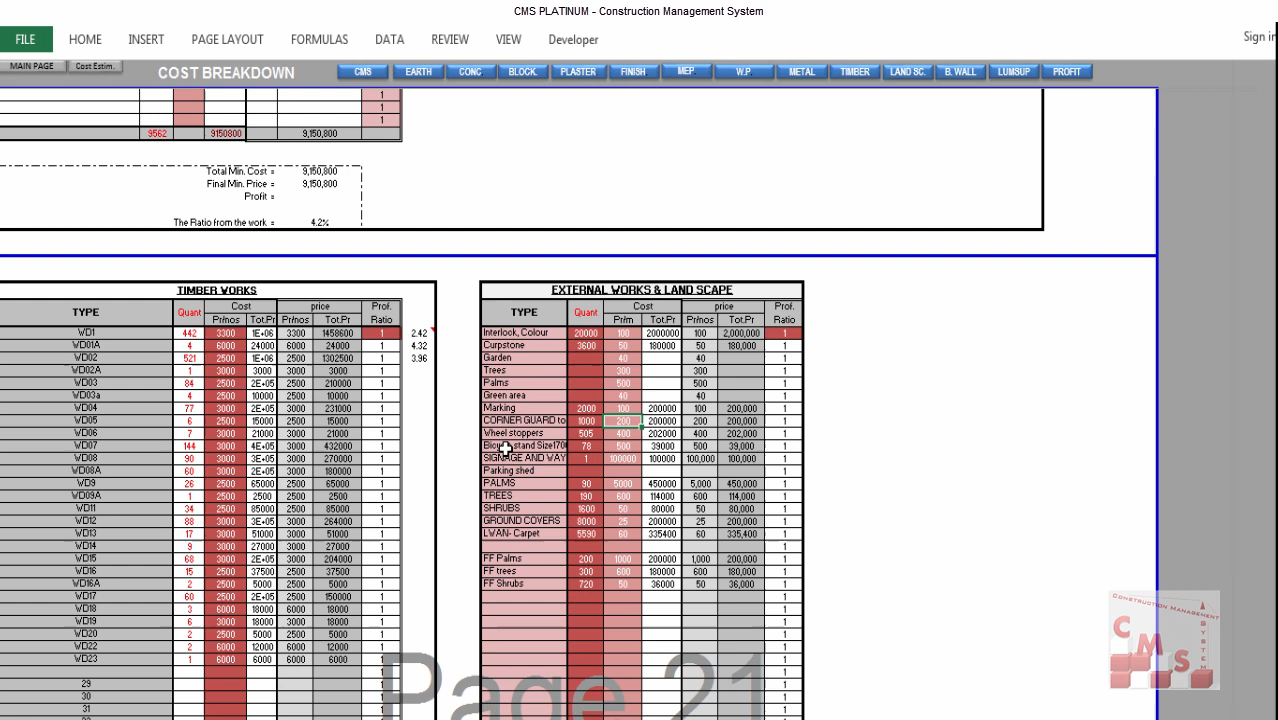 CMS PLATINUM - Construction Management System
FILE HOME INSERT PAGE LAYOUT FORMULAS DATA REVIEW VIEW Developer Sign in
MAIN PAGE Cost Estim. COST BREAKDOWN CMS EARTH CONC BLOCK. PLASTER FINISH MEP. W.P. METAL TIMBER LAND SC. B. WALL LUMSUP PROFIT
1
1
1
9562 9150800 9,150,800
Total Min. Cost = 9,150,800
Final Min. Price = 9,150,800
Profit =
The Ratio from the work = 4.2%
TIMBER WORKS
TYPE Quant Cost price Prof. Ratio
Pr/nos Tot.Pr Pr/nos Tot.Pr
WD1 442 3300 1E+06 3300 1458600 1 2.42
WD01A 4 6000 24000 6000 24000 1 4.32
WD02 521 2500 1E+06 2500 1302500 1 3.96
WD02A 1 3000 3000 3000 3000 1
WD03 84 2500 2E+05 2500 210000 1
WD03a 4 2500 10000 2500 10000 1
WD04 77 3000 2E+05 3000 231000 1
WD05 6 2500 15000 2500 15000 1
WD06 7 3000 21000 3000 21000 1
WD07 144 3000 4E+05 3000 432000 1
WD08 90 3000 3E+05 3000 270000 1
WD08A 60 3000 2E+05 3000 180000 1
WD9 26 2500 65000 2500 65000 1
WD09A 1 2500 2500 2500 2500 1
WD11 34 2500 85000 2500 85000 1
WD12 88 3000 3E+05 3000 264000 1
WD13 17 3000 51000 3000 51000 1
WD14 9 3000 27000 3000 27000 1
WD15 68 3000 2E+05 3000 204000 1
WD16 15 2500 37500 2500 37500 1
WD16A 2 2500 5000 2500 5000 1
WD17 60 2500 2E+05 2500 150000 1
WD18 3 6000 18000 6000 18000 1
WD19 6 3000 18000 3000 18000 1
WD20 2 2500 5000 2500 5000 1
WD22 2 6000 12000 6000 12000 1
WD23 1 6000 6000 6000 6000 1
1
29 1
30 1
31 1
EXTERNAL WORKS & LAND SCAPE
TYPE Quant Cost price Prof. Ratio
Pr/m Tot.Pr Pr/nos Tot.Pr
Interlock, Colour 20000 100 2000000 100 2,000,000 1
Curpstone 3600 50 180000 50 180,000 1
Garden 40 40 1
Trees 300 300 1
Palms 500 500 1
Green area 40 40 1
Marking 2000 100 200000 100 200,000 1
CORNER GUARD to 1000 200 200000 200 200,000 1
Wheel stoppers 505 400 202000 400 202,000 1
stand Size170 78 500 39000 500 39,000 1
SIGNAGE AND WAY 1 100000 100000 100,000 100,000 1
Parking shed 1
PALMS 90 5000 450000 5,000 450,000 1
TREES 190 600 114000 600 114,000 1
SHRUBS 1600 50 80000 50 80,000 1
GROUND COVERS 8000 25 200000 25 200,000 1
LWAN- Carpet 5590 60 335400 60 335,400 1
1
FF Palms 200 1000 200000 1,000 200,000 1
FF trees 300 600 180000 600 180,000 1
FF Shrubs 720 50 36000 50 36,000 1
1
1
1
1
1
1
1
1
1
1
Page 21
CONSTRUCTION MANAGEMENT
SYSTEM
CMS